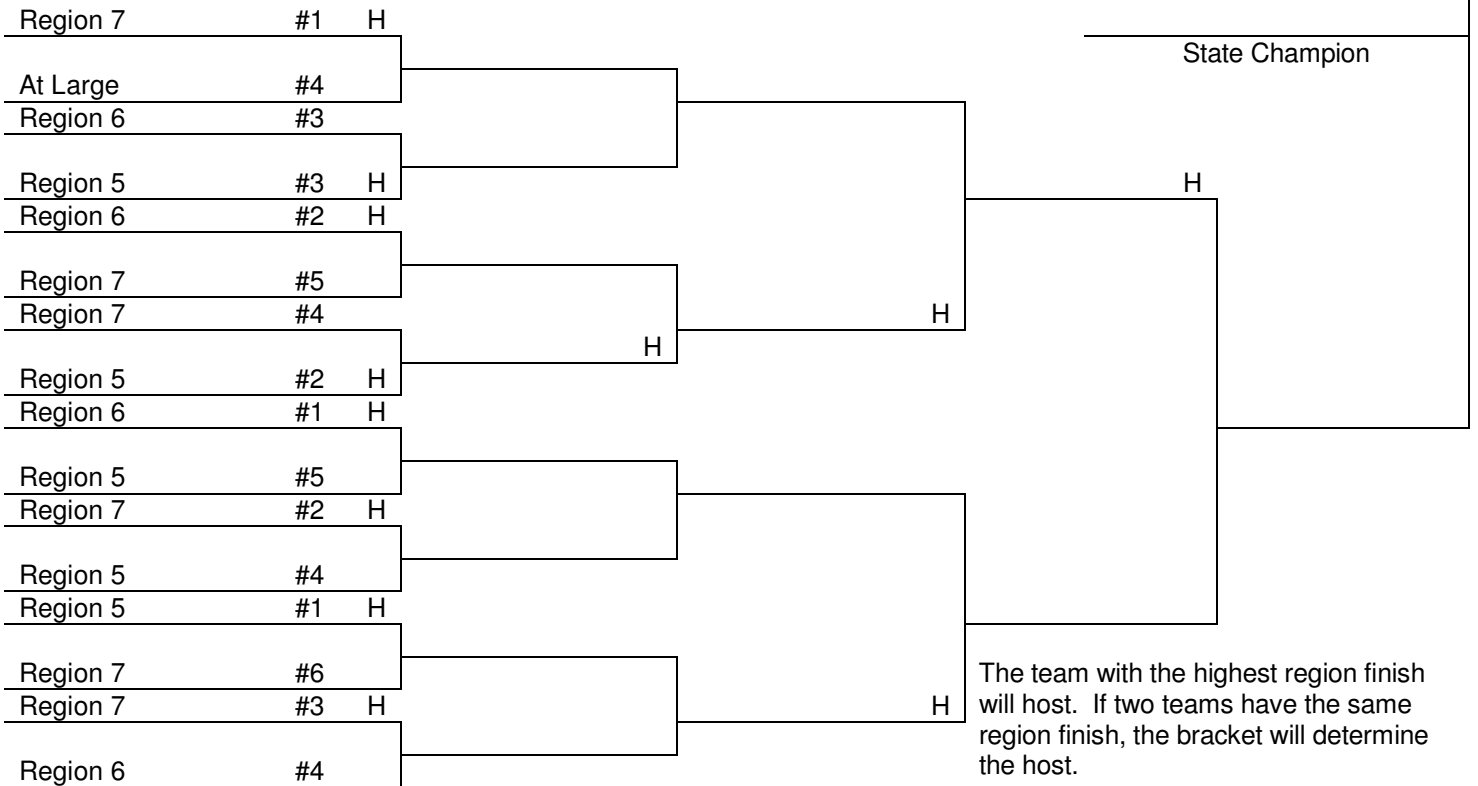 Region 7 #1 H
State Champion
At Large #4
Region 6 #3
Region 5 #3 H
H
Region 6 #2 H
Region 7 #5
Region 7 #4
H
H
Region 5 #2 H
Region 6 #1 H
Region 5 #5
Region 7 #2 H
Region 5 #4
Region 5 #1 H
Region 7 #6
Region 7 #3 H
H
Region 6 #4
The team with the highest region finish
will host. If two teams have the same
region finish, the bracket will determine
the host.